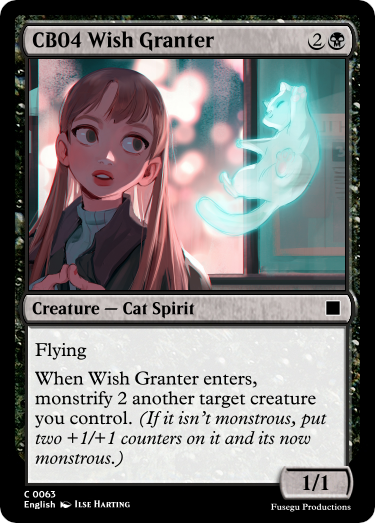 CB04 Wish Granter 2
Creature — Cat Spirit
Flying
When Wish Granter enters,
monstrify 2 another target creature
you control. (If it isn't monstrous, put
two +1/+1 counters on it and its now
monstrous.)
1/1
C 0063
English Ilse Harting
Fusegu Productions